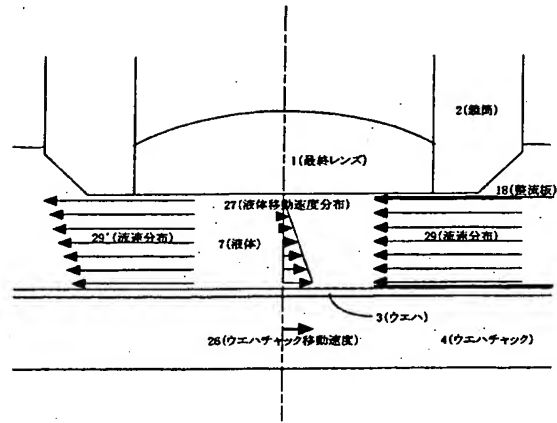 2(鏡筒)
1(最終レンズ)
18(整流板)
27(液体移動速度分布)
29'(流速分布)
7(液体)
29(流速分布)
3(ウエハ)
26(ウエハチャック移動速度)
4(ウエハチャック)